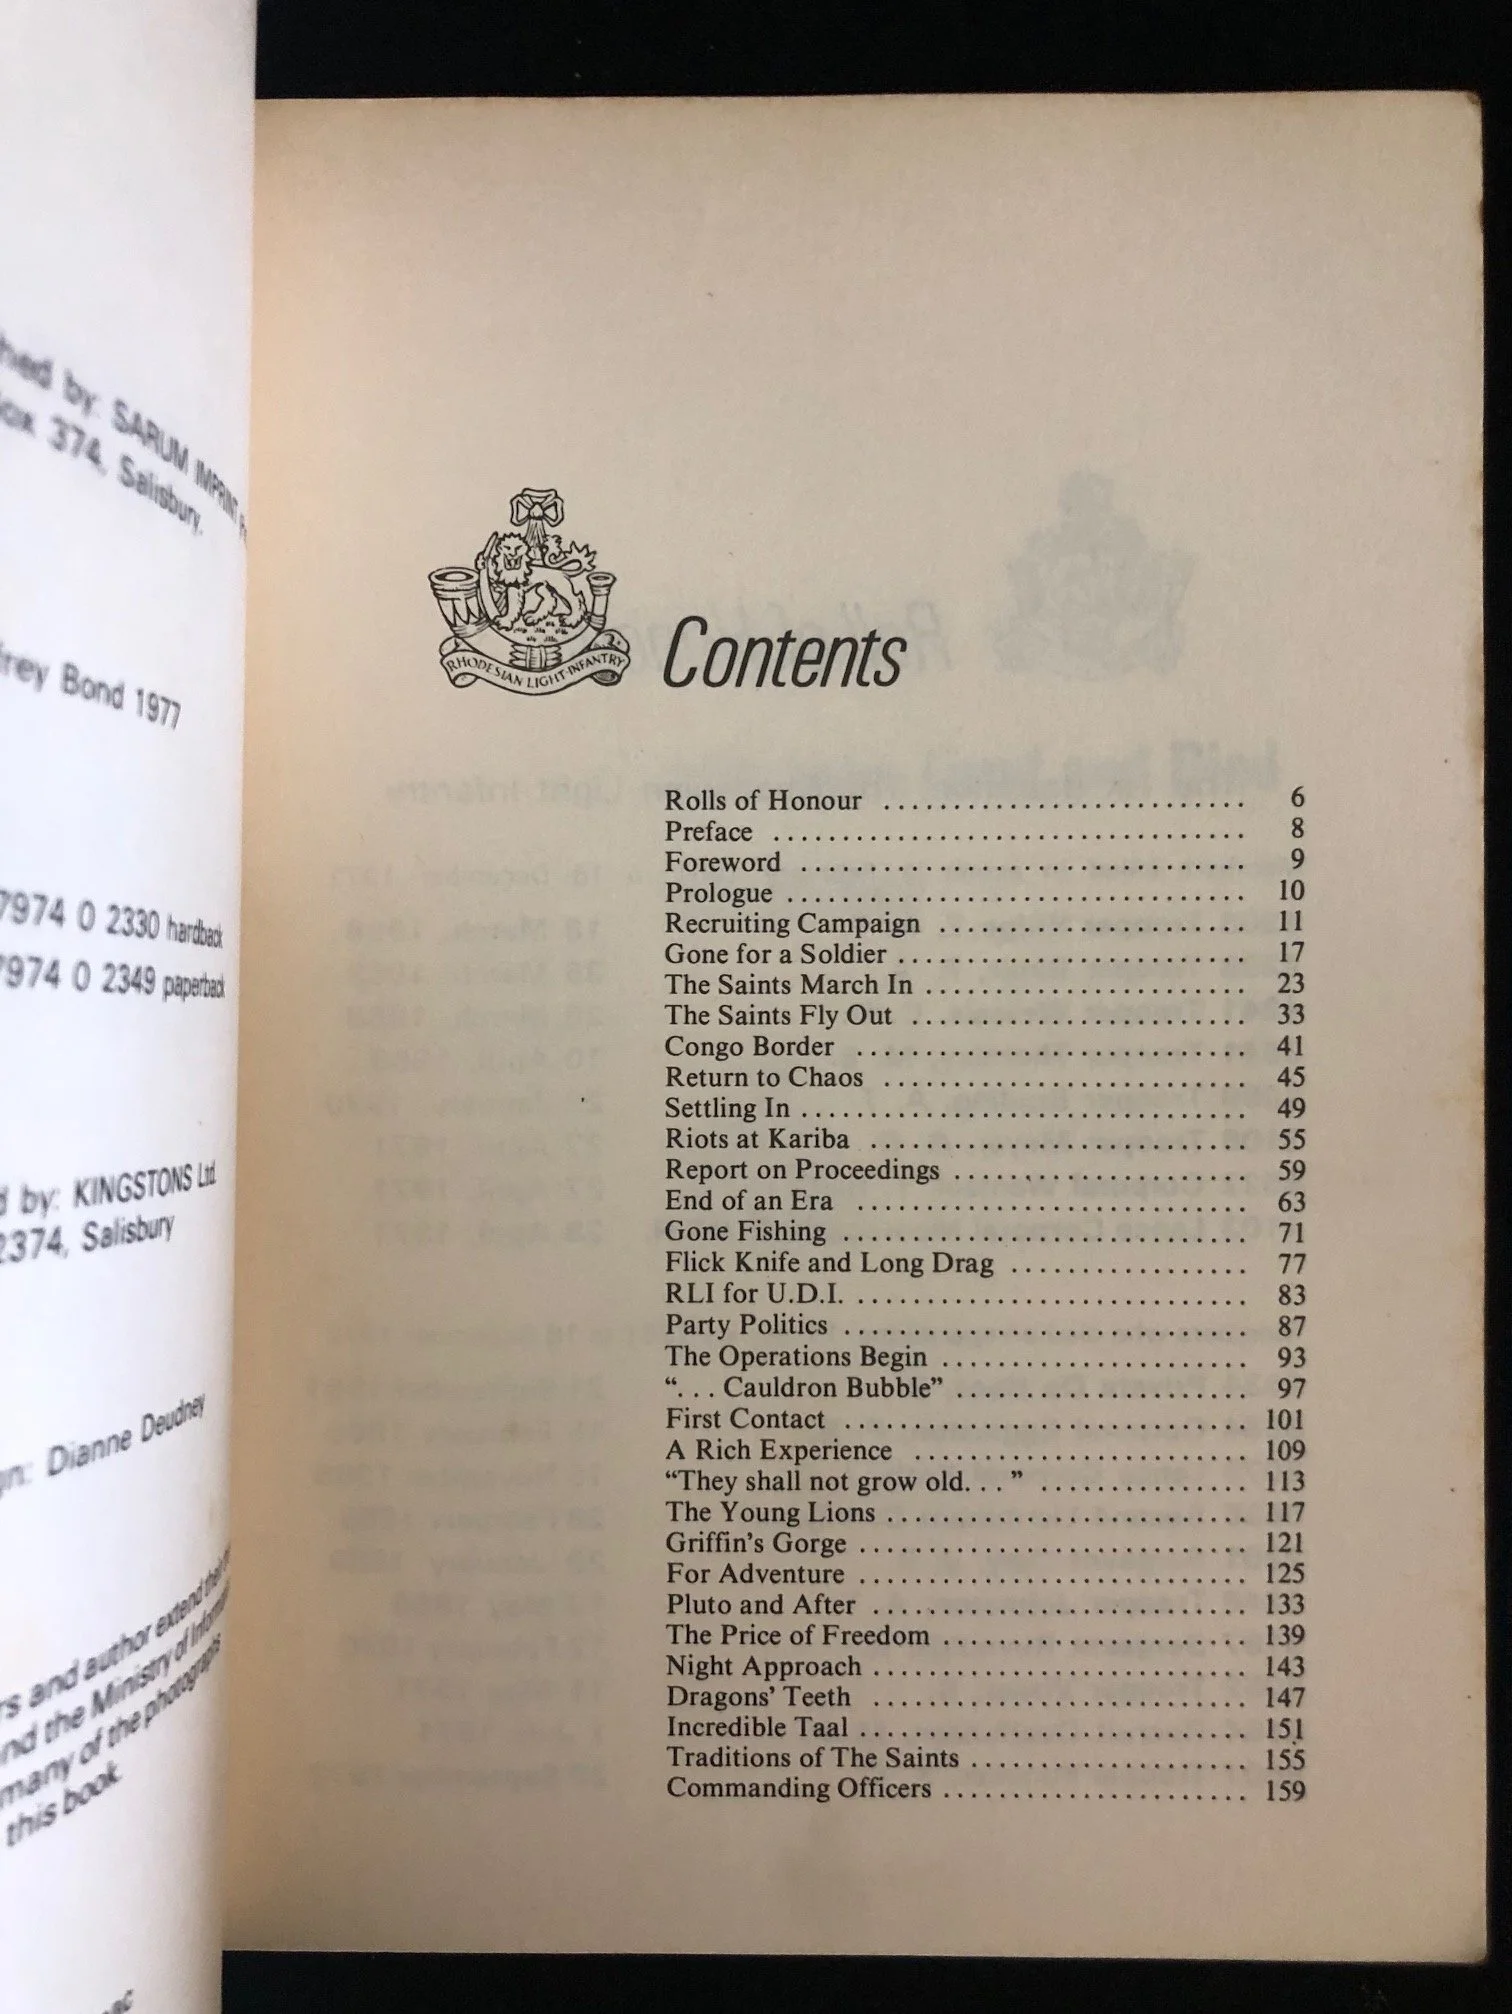 hed by: SARUM IMPRINT
ox 374, Salisbury.
frey Bond 1977
7974 0 2330 hardback
7974 0 2349 paperback
d by: KINGSTONS Ltd
2374, Salisbury
gn: Dianne Deudney
rs and author extend their
nd the Ministry of Information
many of the photographs
this book.
RHODESIAN LIGHT INFANTRY
Contents
Rolls of Honour .......................... 6
Preface .................................. 8
Foreword ................................ 9
Prologue ................................. 10
Recruiting Campaign ...................... 11
Gone for a Soldier ......................... 17
The Saints March In ....................... 23
The Saints Fly Out ........................ 33
Congo Border ............................ 41
Return to Chaos .......................... 45
Settling In ................................ 49
Riots at Kariba ........................... 55
Report on Proceedings ..................... 59
End of an Era ............................ 63
Gone Fishing ............................. 71
Flick Knife and Long Drag ................. 77
RLI for U.D.I. ............................ 83
Party Politics ............................. 87
The Operations Begin ...................... 93
“. . . Cauldron Bubble” ..................... 97
First Contact ............................. 101
A Rich Experience ........................ 109
“They shall not grow old. . . ” ............... 113
The Young Lions .......................... 117
Griffin’s Gorge ............................ 121
For Adventure ............................ 125
Pluto and After ........................... 133
The Price of Freedom ...................... 139
Night Approach ........................... 143
Dragons’ Teeth ........................... 147
Incredible Taal ............................ 151
Traditions of The Saints .................... 155
Commanding Officers ...................... 159